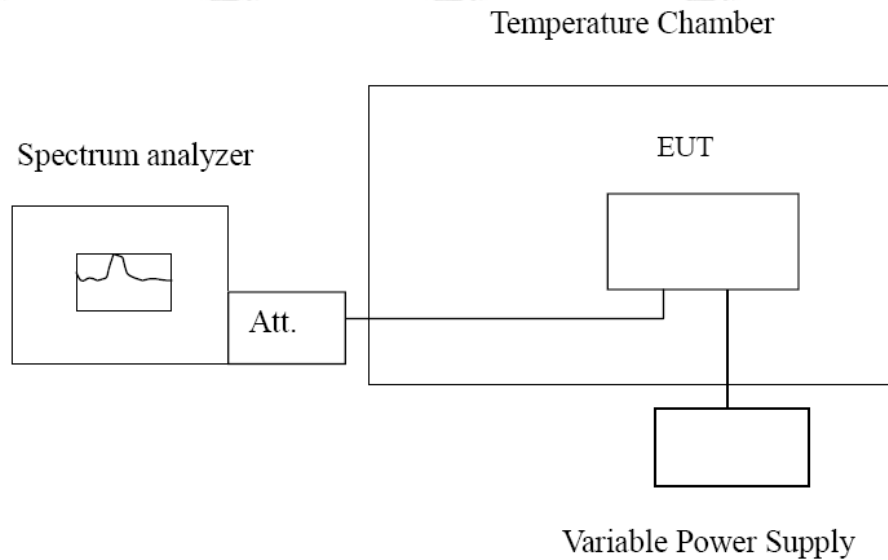 Temperature Chamber
Spectrum analyzer
EUT
Att.
Variable Power Supply